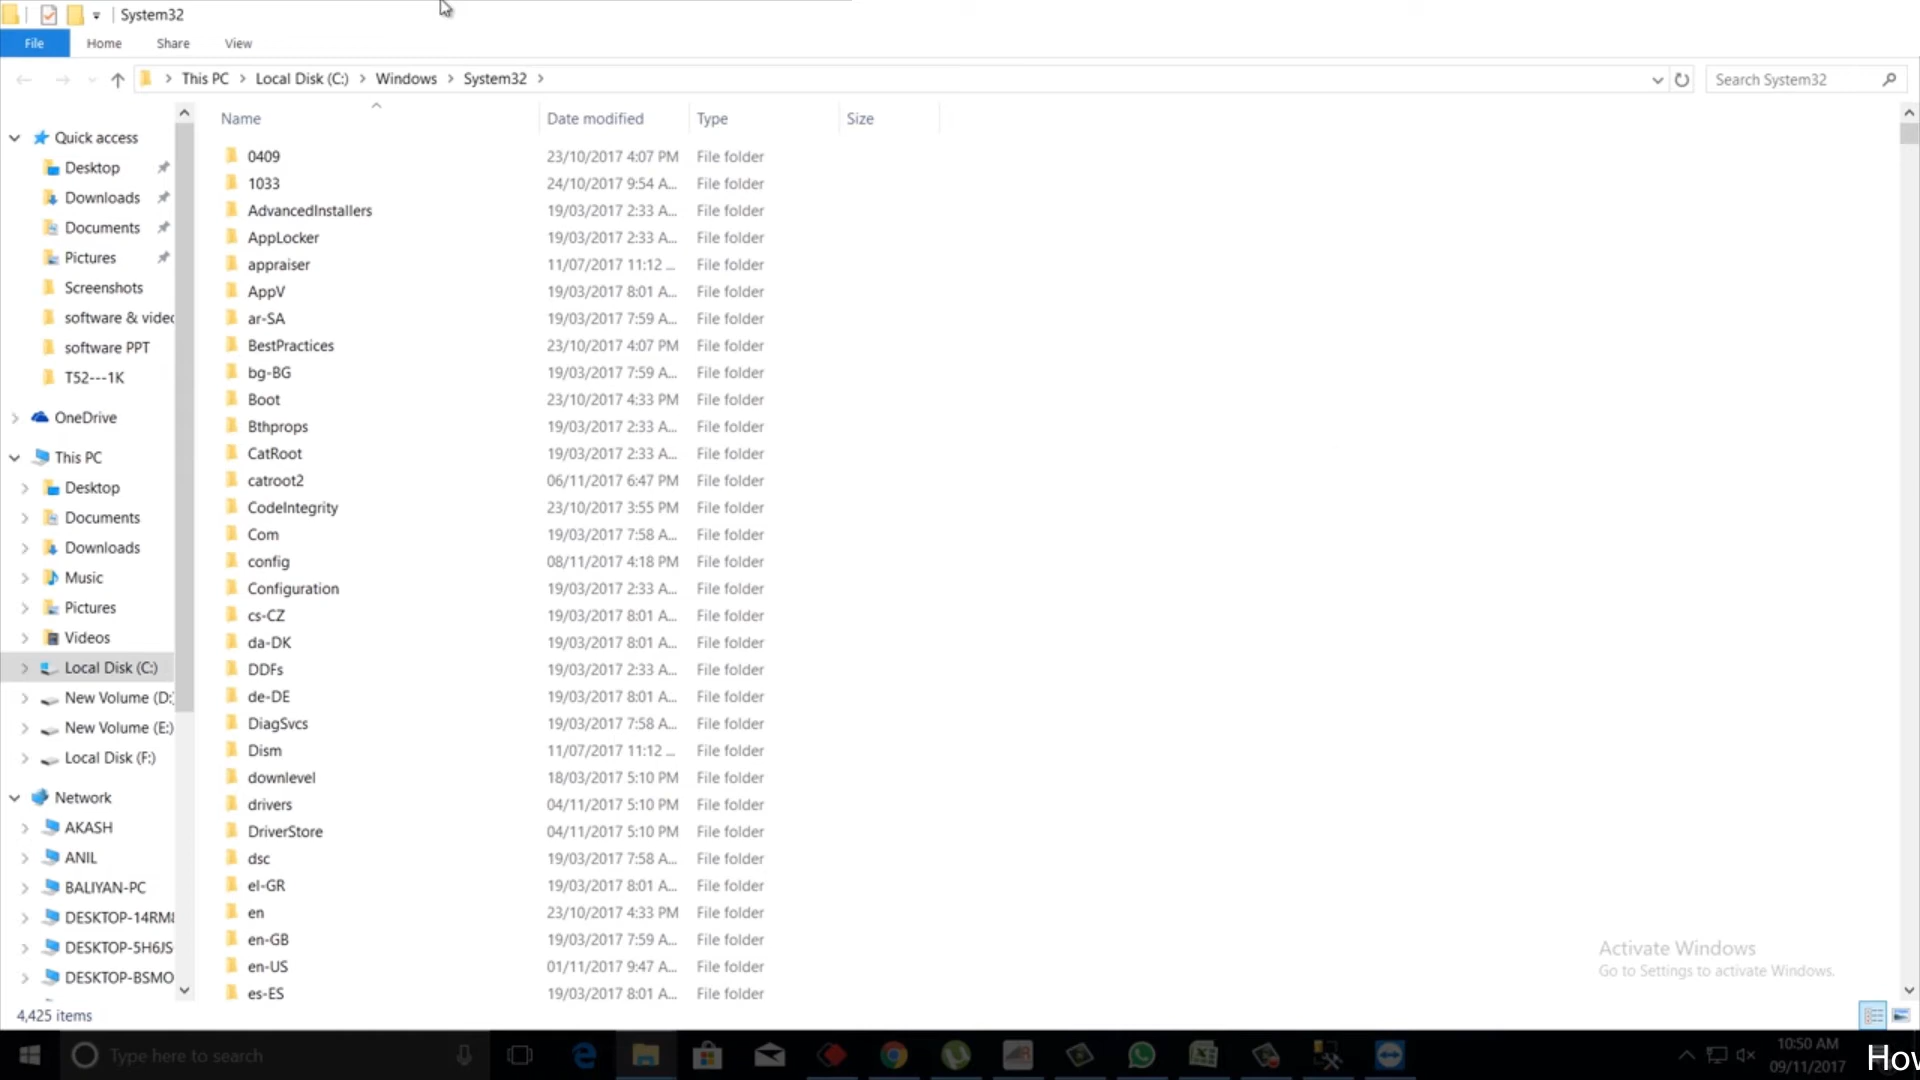 System32
File Home Share View
This PC Local Disk (C:) Windows System32
Search System32
Name Date modified Type Size
Quick access
Desktop
Downloads
Documents
Pictures
Screenshots
software & video
software PPT
T52---1K
OneDrive
This PC
Desktop
Documents
Downloads
Music
Pictures
Videos
Local Disk (C:)
New Volume (D:)
New Volume (E:)
Local Disk (F:)
Network
AKASH
ANIL
BALIYAN-PC
DESKTOP-14RM
DESKTOP-5H6JS
DESKTOP-BSMO
0409 23/10/2017 4:07 PM File folder
1033 24/10/2017 9:54 A... File folder
AdvancedInstallers 19/03/2017 2:33 A... File folder
AppLocker 19/03/2017 2:33 A... File folder
appraiser 11/07/2017 11:12 ... File folder
AppV 19/03/2017 8:01 A... File folder
ar-SA 19/03/2017 7:59 A... File folder
BestPractices 23/10/2017 4:07 PM File folder
bg-BG 19/03/2017 7:59 A... File folder
Boot 23/10/2017 4:33 PM File folder
Bthprops 19/03/2017 2:33 A... File folder
CatRoot 19/03/2017 2:33 A... File folder
catroot2 06/11/2017 6:47 PM File folder
CodeIntegrity 23/10/2017 3:55 PM File folder
Com 19/03/2017 7:58 A... File folder
config 08/11/2017 4:18 PM File folder
Configuration 19/03/2017 2:33 A... File folder
cs-CZ 19/03/2017 8:01 A... File folder
da-DK 19/03/2017 8:01 A... File folder
DDFs 19/03/2017 2:33 A... File folder
de-DE 19/03/2017 8:01 A... File folder
DiagSvcs 19/03/2017 7:58 A... File folder
Dism 11/07/2017 11:12 ... File folder
downlevel 18/03/2017 5:10 PM File folder
drivers 04/11/2017 5:10 PM File folder
DriverStore 04/11/2017 5:10 PM File folder
dsc 19/03/2017 7:58 A... File folder
el-GR 19/03/2017 8:01 A... File folder
en 23/10/2017 4:33 PM File folder
en-GB 19/03/2017 7:59 A... File folder
en-US 01/11/2017 9:47 A... File folder
es-ES 19/03/2017 8:01 A... File folder
Activate Windows
Go to Settings to activate Windows.
4,425 items
Type here to search
10:50 AM
09/11/2017
How